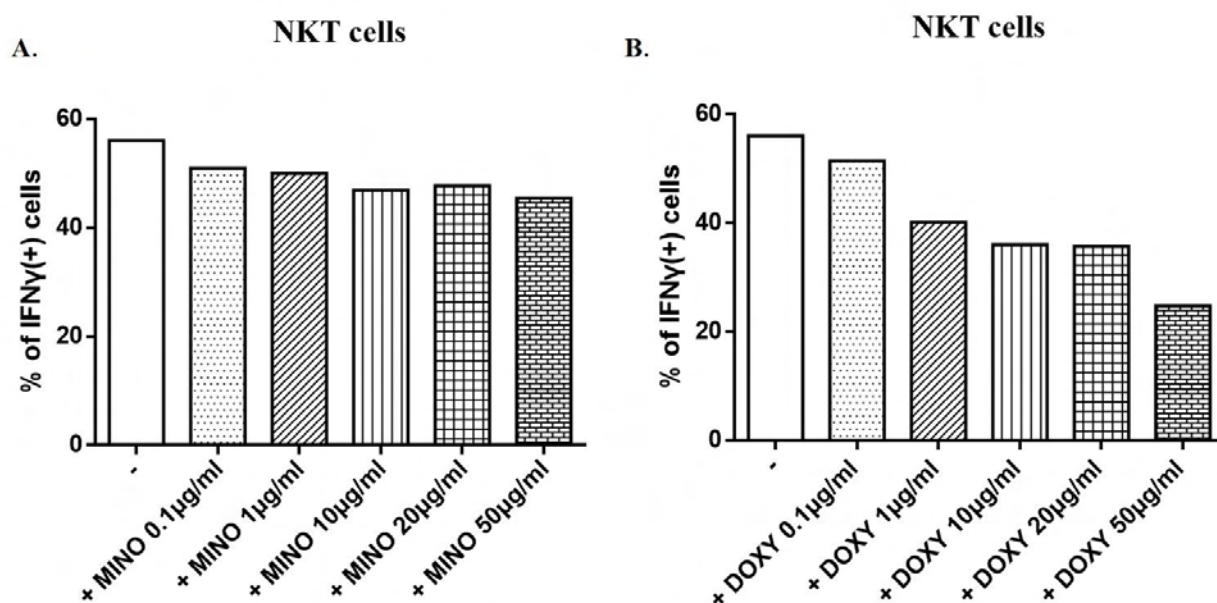 A.
NKT cells
% of IFNγ(+) cells
60
40
20
0
-
+ MINO 0.1µg/ml
+ MINO 1µg/ml
+ MINO 10µg/ml
+ MINO 20µg/ml
+ MINO 50µg/ml
B.
NKT cells
% of IFNγ(+) cells
60
40
20
0
-
+ DOXY 0.1µg/ml
+ DOXY 1µg/ml
+ DOXY 10µg/ml
+ DOXY 20µg/ml
+ DOXY 50µg/ml